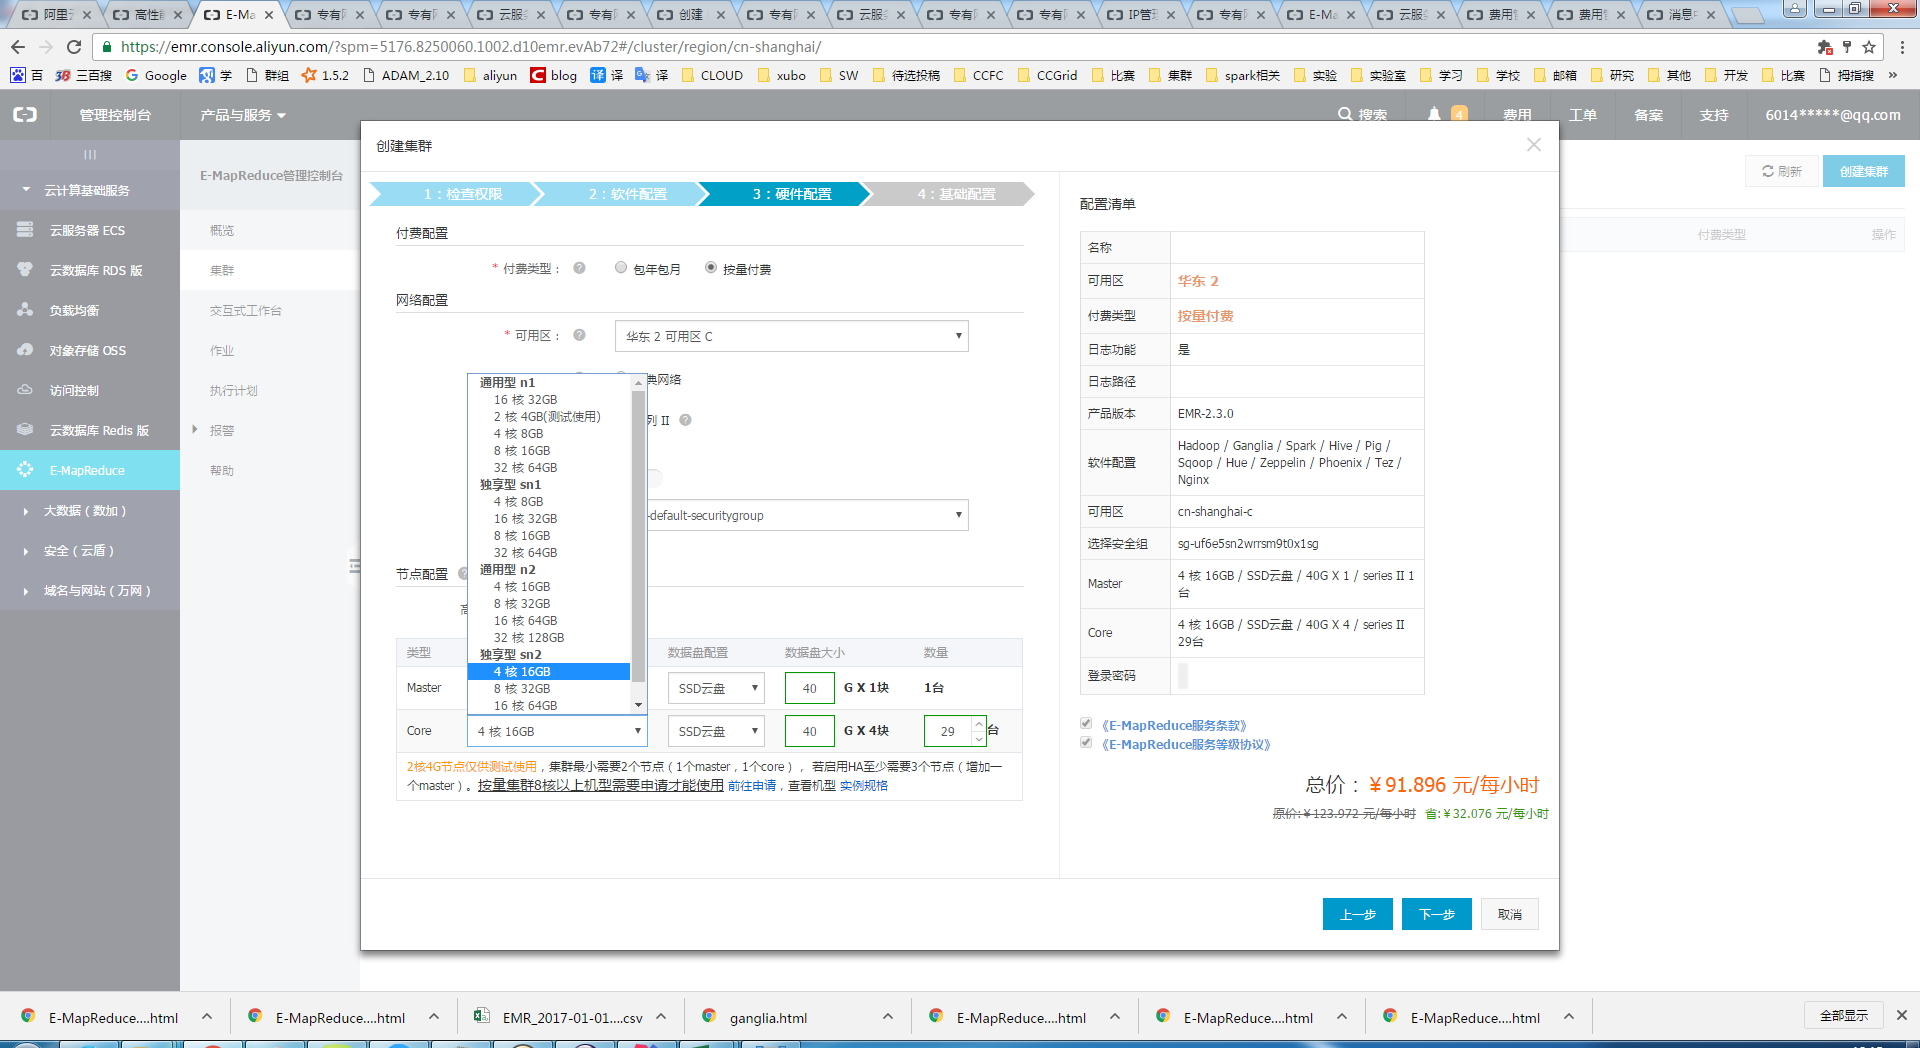 阿里云
高性能
E-Ma
专有网
专有网
云服务
专有网
创建
专有网
云服务
专有网
专有网
IP管理
专有网
E-Ma
云服务
费用管
费用管
消息中
https://emr.console.aliyun.com/?spm=5176.8250060.1002.d10emr.evAb72#/cluster/region/cn-shanghai/
百 三百搜 Google 学 群组 1.5.2 ADAM_2.10 aliyun blog 译 译 CLOUD xubo SW 待选投稿 CCFC CCGrid 比赛 集群 spark相关 实验 实验室 学习 学校 邮箱 研究 其他 开发 比赛 拇指搜 »
管理控制台 产品与服务 搜索 4 费用 工单 备案 支持 6014*****@qq.com
云计算基础服务
云服务器 ECS
云数据库 RDS 版
负载均衡
对象存储 OSS
访问控制
云数据库 Redis 版
E-MapReduce
大数据（数加）
安全（云盾）
域名与网站（万网）
E-MapReduce管理控制台
概览
集群
交互式工作台
作业
执行计划
报警
帮助
刷新 创建集群
付费类型 操作
创建集群
1：检查权限 2：软件配置 3：硬件配置 4：基础配置
付费配置
* 付费类型： ? 包年包月 按量付费
网络配置
* 可用区： ? 华东 2 可用区 C
典网络
列 II ?
-default-securitygroup
节点配置 ?
通用型 n1
16 核 32GB
2 核 4GB(测试使用)
4 核 8GB
8 核 16GB
32 核 64GB
独享型 sn1
4 核 8GB
16 核 32GB
8 核 16GB
32 核 64GB
通用型 n2
4 核 16GB
8 核 32GB
16 核 64GB
32 核 128GB
独享型 sn2
4 核 16GB
8 核 32GB
16 核 64GB
类型 数据盘配置 数据盘大小 数量
Master SSD云盘 40 G X 1块 1台
Core 4 核 16GB SSD云盘 40 G X 4块 29 台
2核4G节点仅供测试使用，集群最小需要2个节点（1个master，1个core），若启用HA至少需要3个节点（增加一
个master）。按量集群8核以上机型需要申请才能使用 前往申请，查看机型 实例规格
配置清单
名称
可用区 华东 2
付费类型 按量付费
日志功能 是
日志路径
产品版本 EMR-2.3.0
软件配置 Hadoop / Ganglia / Spark / Hive / Pig /
Sqoop / Hue / Zeppelin / Phoenix / Tez /
Nginx
可用区 cn-shanghai-c
选择安全组 sg-uf6e5sn2wrrsm9t0x1sg
Master 4 核 16GB / SSD云盘 / 40G X 1 / series II 1
台
Core 4 核 16GB / SSD云盘 / 40G X 4 / series II
29台
登录密码
《E-MapReduce服务条款》
《E-MapReduce服务等级协议》
总价：¥ 91.896 元/每小时
原价:¥ 123.972 元/每小时 省:¥ 32.076 元/每小时
上一步 下一步 取消
E-MapReduce....html
E-MapReduce....html
EMR_2017-01-01....csv
ganglia.html
E-MapReduce....html
E-MapReduce....html
E-MapReduce....html
全部显示